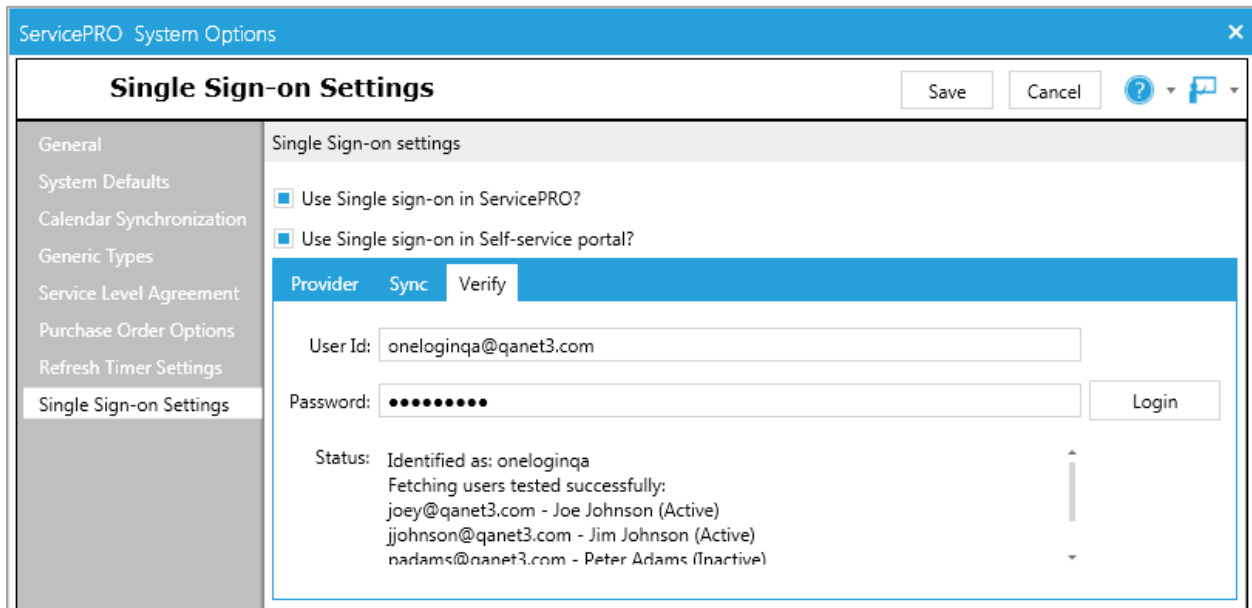 ServicePRO System Options
Single Sign-on Settings
Save
Cancel
?
General
System Defaults
Calendar Synchronization
Generic Types
Service Level Agreement
Purchase Order Options
Refresh Timer Settings
Single Sign-on Settings
Single Sign-on settings
Use Single sign-on in ServicePRO?
Use Single sign-on in Self-service portal?
Provider Sync Verify
User Id: oneloginqa@qanet3.com
Password: ●●●●●●●●●
Login
Status: Identified as: oneloginqa
Fetching users tested successfully:
joey@qanet3.com - Joe Johnson (Active)
jjohnson@qanet3.com - Jim Johnson (Active)
padams@qanet3.com - Peter Adams (Inactive)